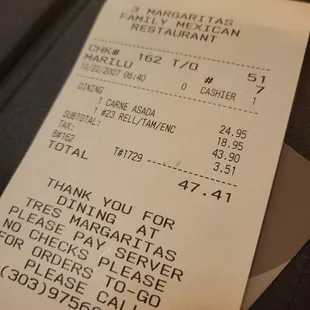 3 MARGARITAS
FAMILY MEXICAN
RESTAURANT
CHK# 162 T/O 51
MARILU # 7
10/22/2007 06:40 0 CASHIER 1
DINING
1 CARNE ASADA 24.95
1 #23 RELL/TAM/ENC 18.95
SUBTOTAL: 43.90
TAX: 3.51
B#162
TOTAL T#1729 47.41
THANK YOU FOR
DINING AT
TRES MARGARITAS
PLEASE PAY SERVER
NO CHECKS PLEASE
FOR ORDERS TO-GO
PLEASE CALL
(303)9756